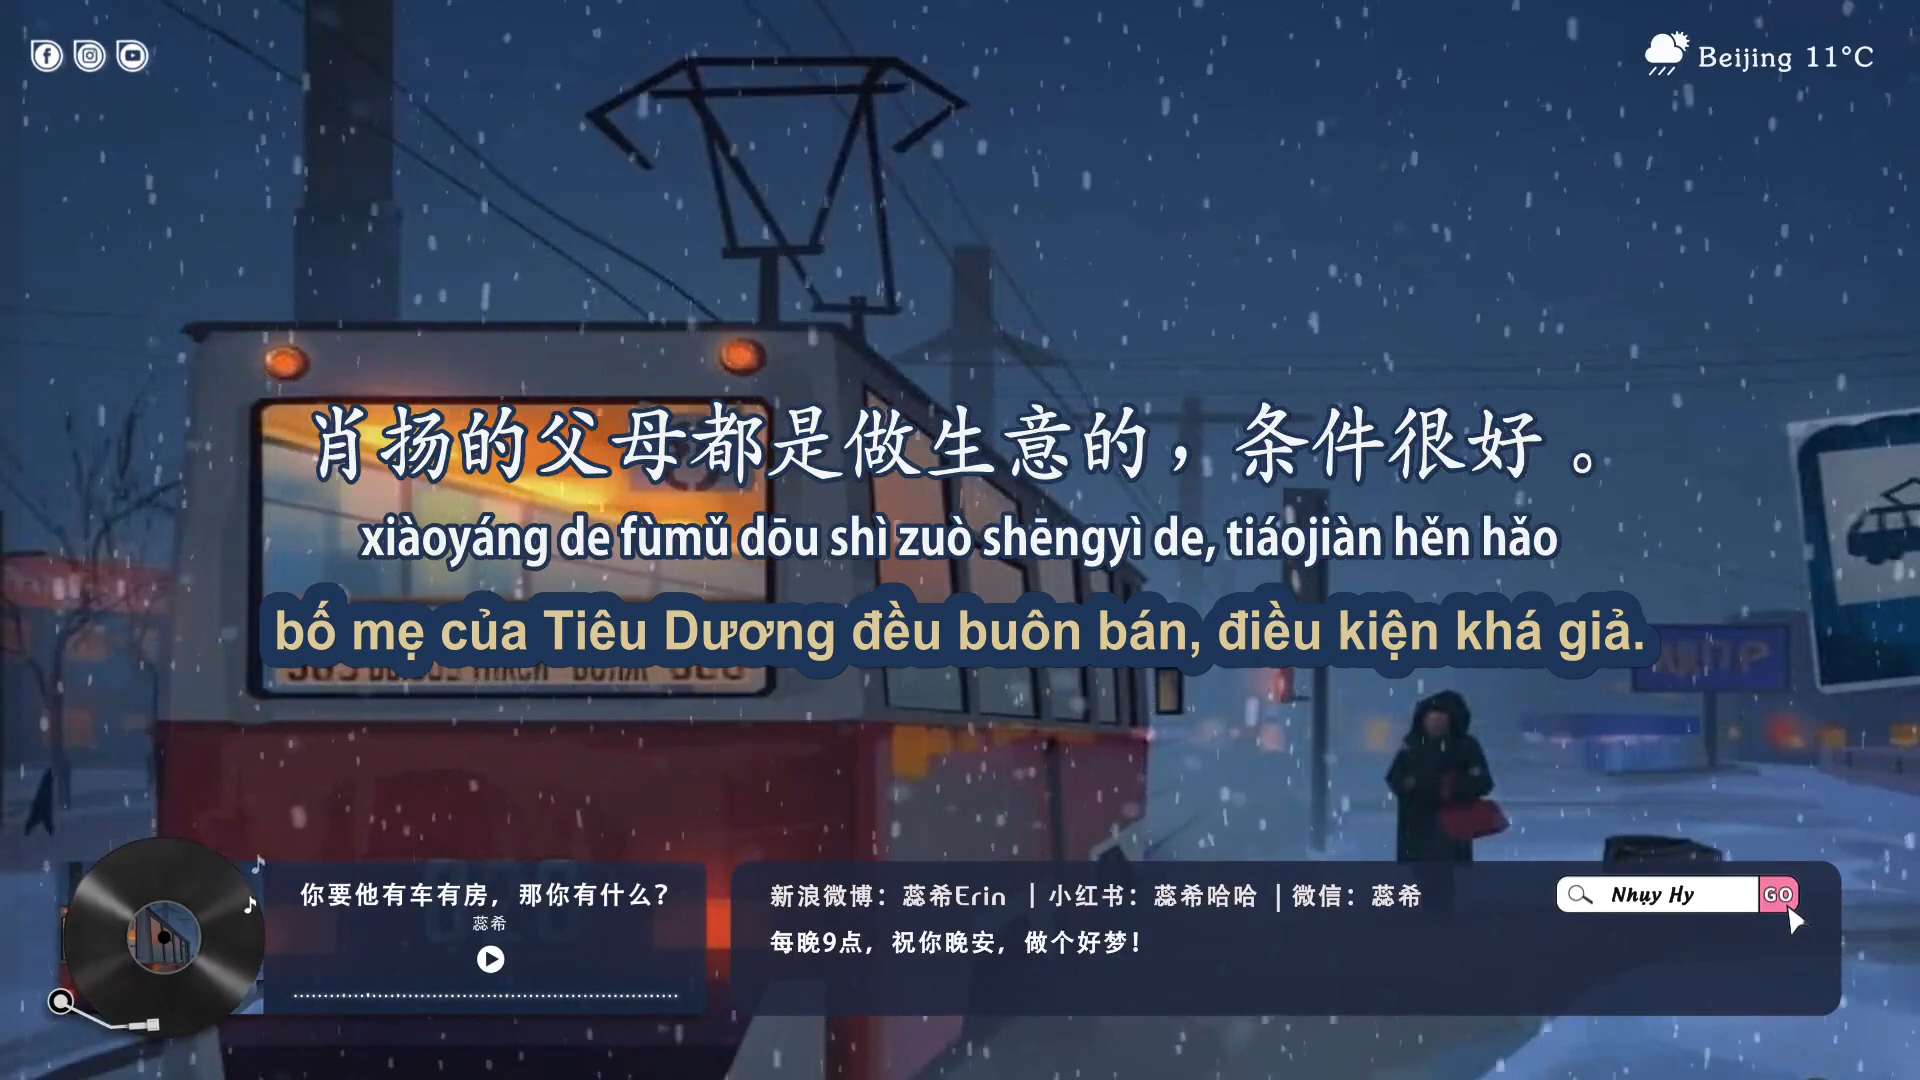 Beijing 11°C
肖扬的父母都是做生意的，条件很好。
xiàoyáng de fùmǔ dōu shì zuò shēngyì de, tiáojiàn hěn hǎo
bố mẹ của Tiêu Dương đều buôn bán, điều kiện khá giả.
你要他有车有房，那你有什么？
蕊希
新浪微博：蕊希Erin ｜小红书：蕊希哈哈 ｜微信：蕊希
每晚9点，祝你晚安，做个好梦！
Nhụy Hy
GO